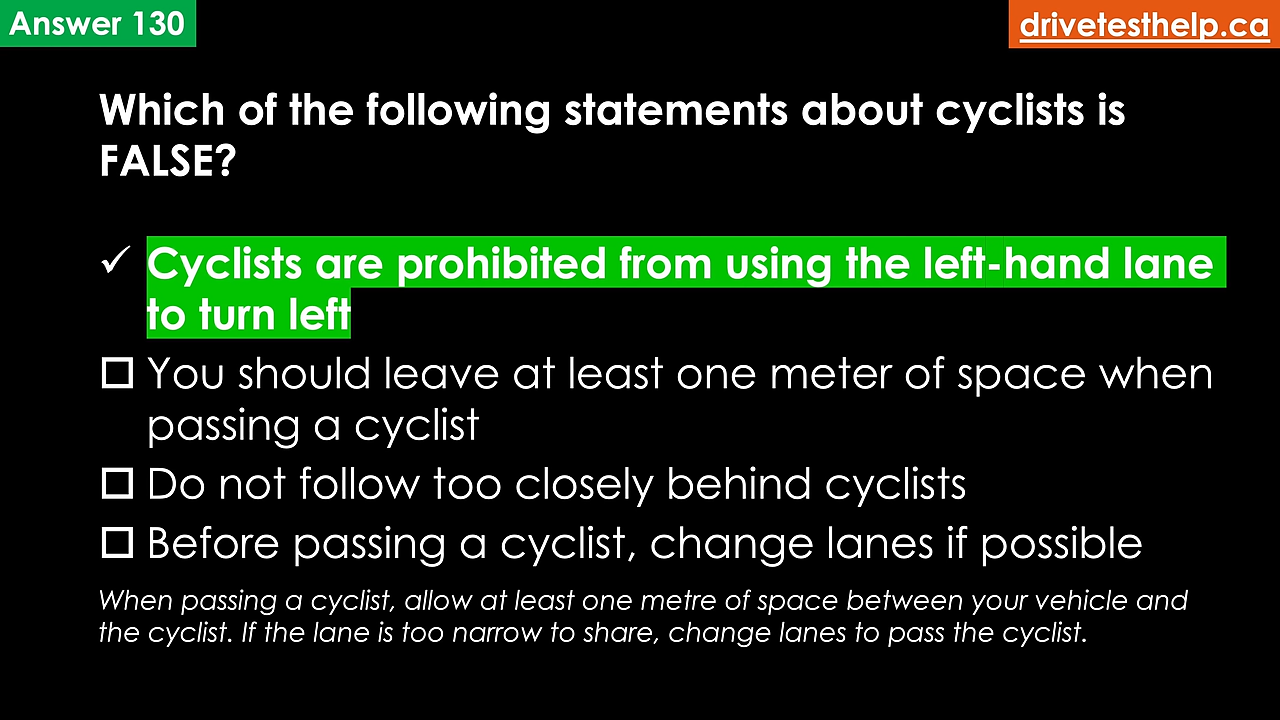 Answer 130
drivetesthelp.ca
Which of the following statements about cyclists is
FALSE?
✓ Cyclists are prohibited from using the left-hand lane
to turn left
☐ You should leave at least one meter of space when
passing a cyclist
☐ Do not follow too closely behind cyclists
☐ Before passing a cyclist, change lanes if possible
When passing a cyclist, allow at least one metre of space between your vehicle and
the cyclist. If the lane is too narrow to share, change lanes to pass the cyclist.